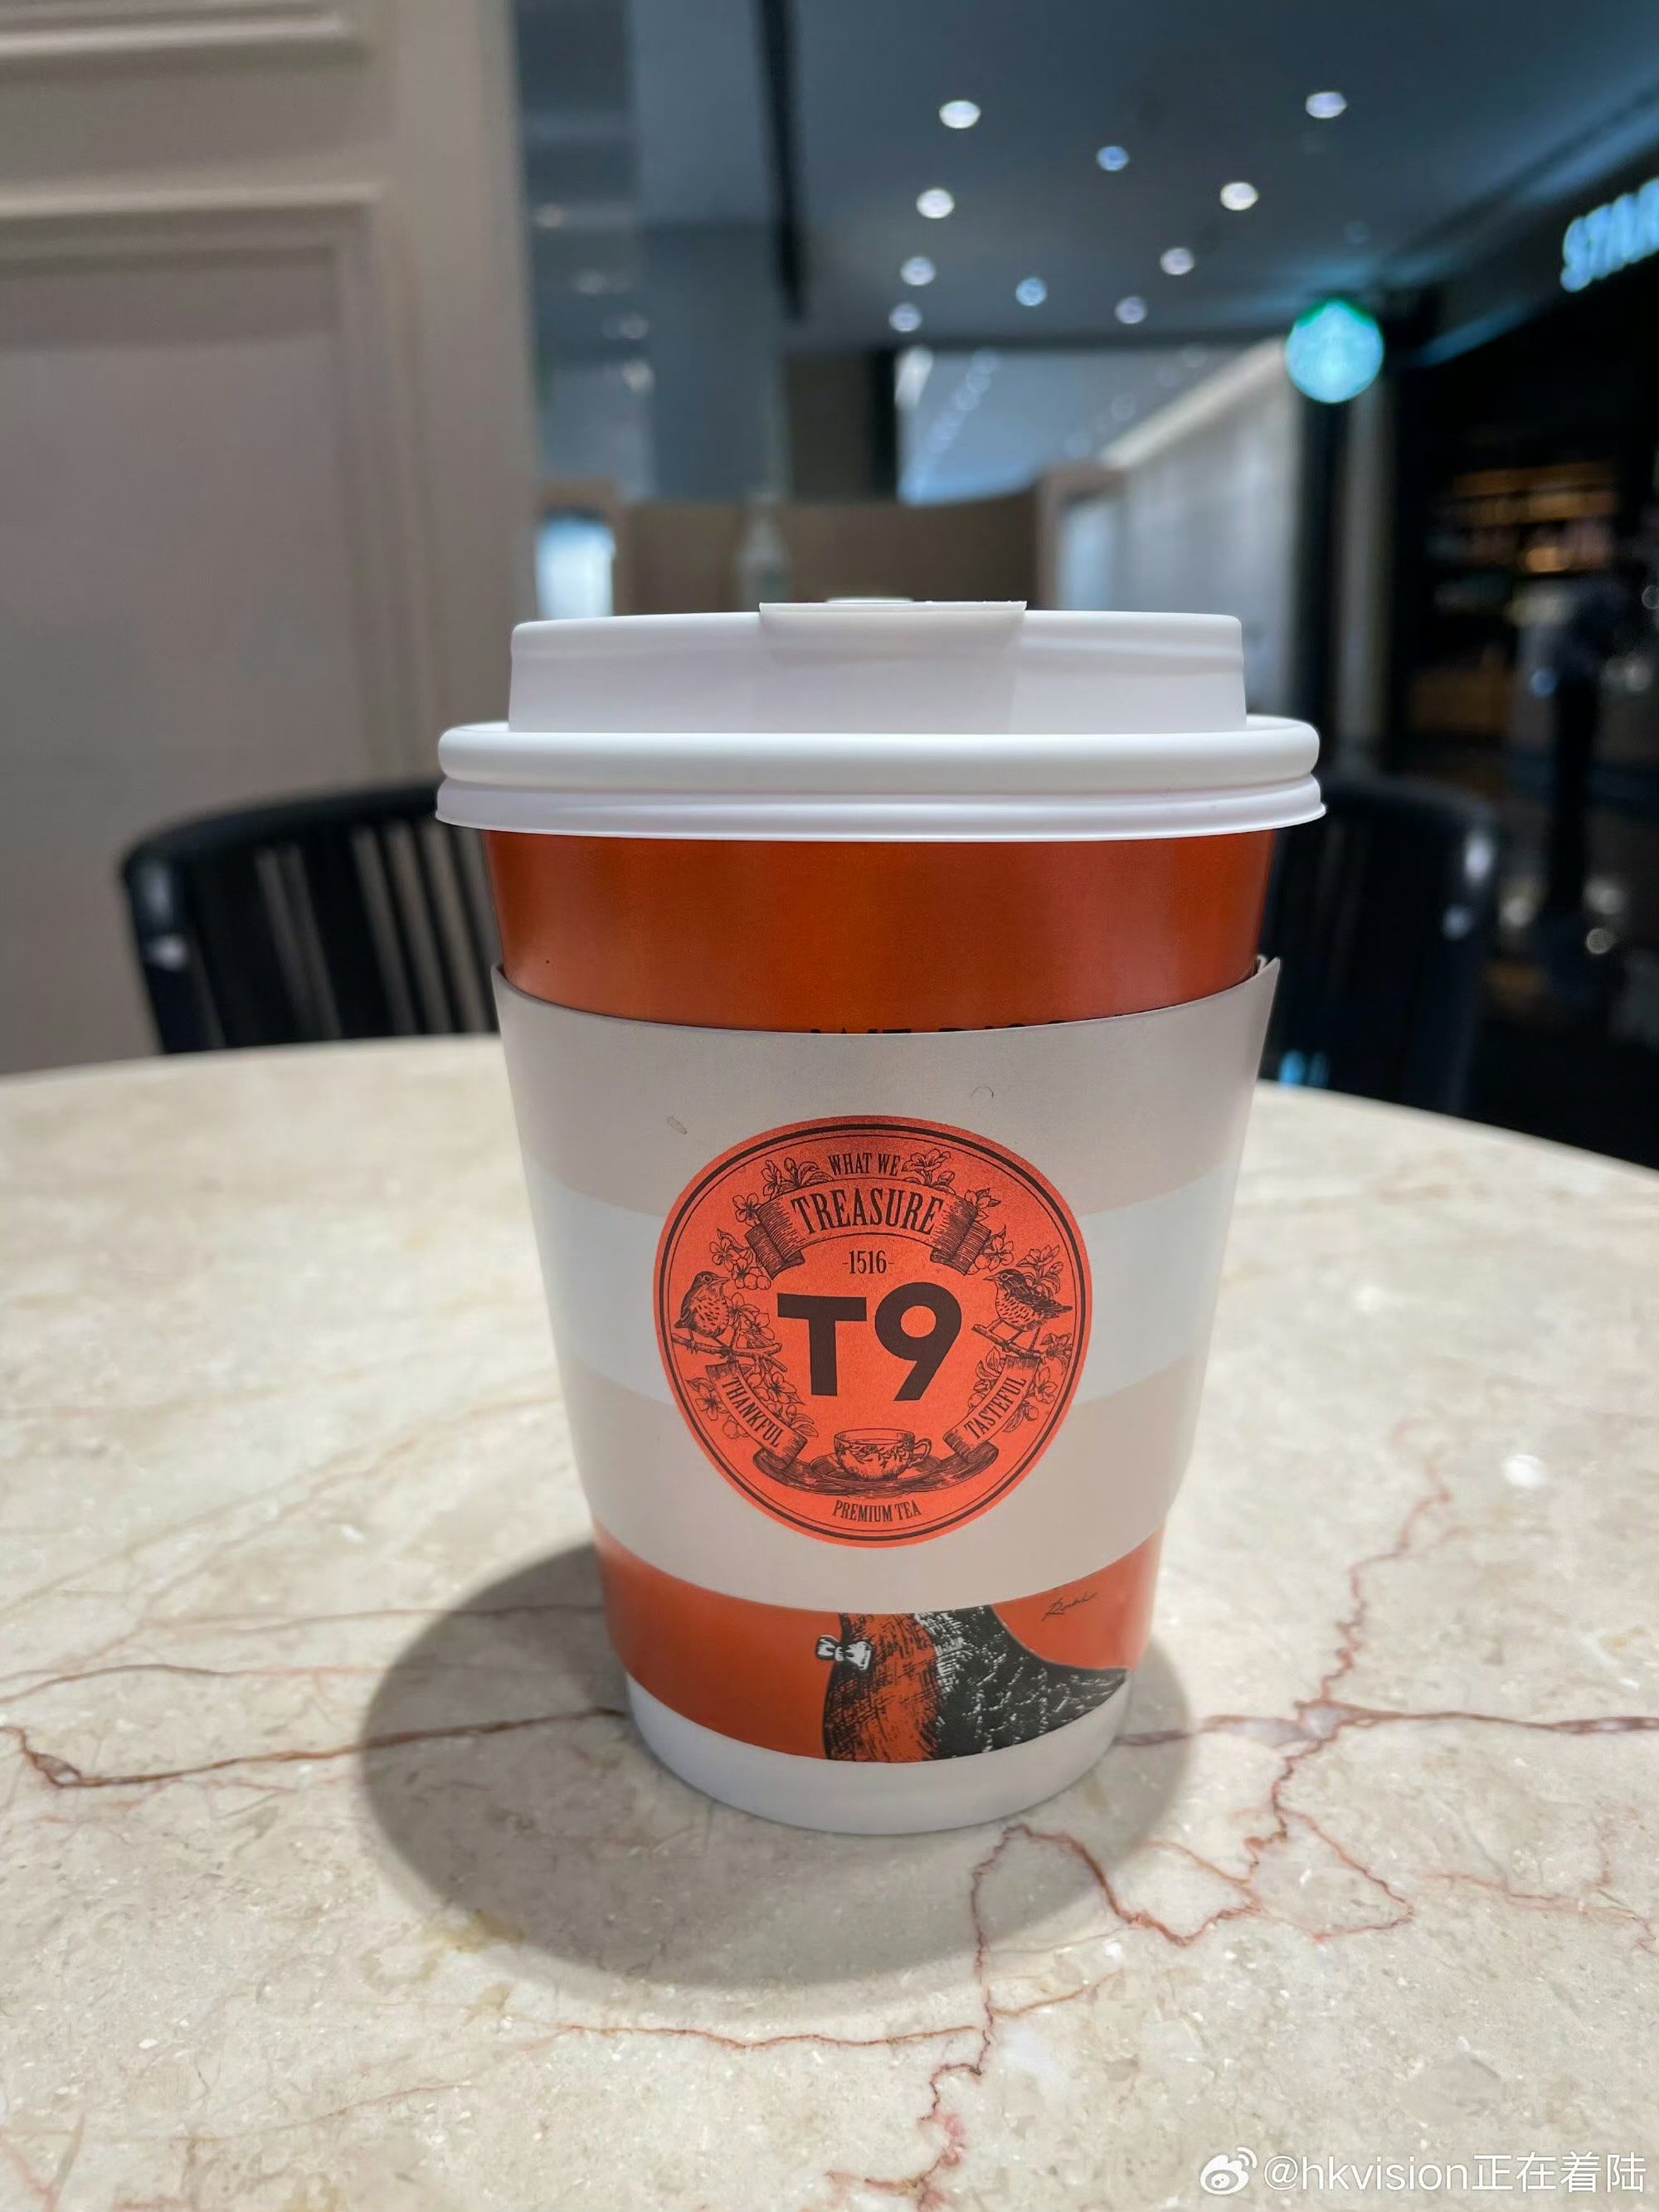 STAR
WHAT WE
TREASURE
-1516-
T9
THANKFUL
TASTEFUL
PREMIUM TEA
@hkvision正在着陆